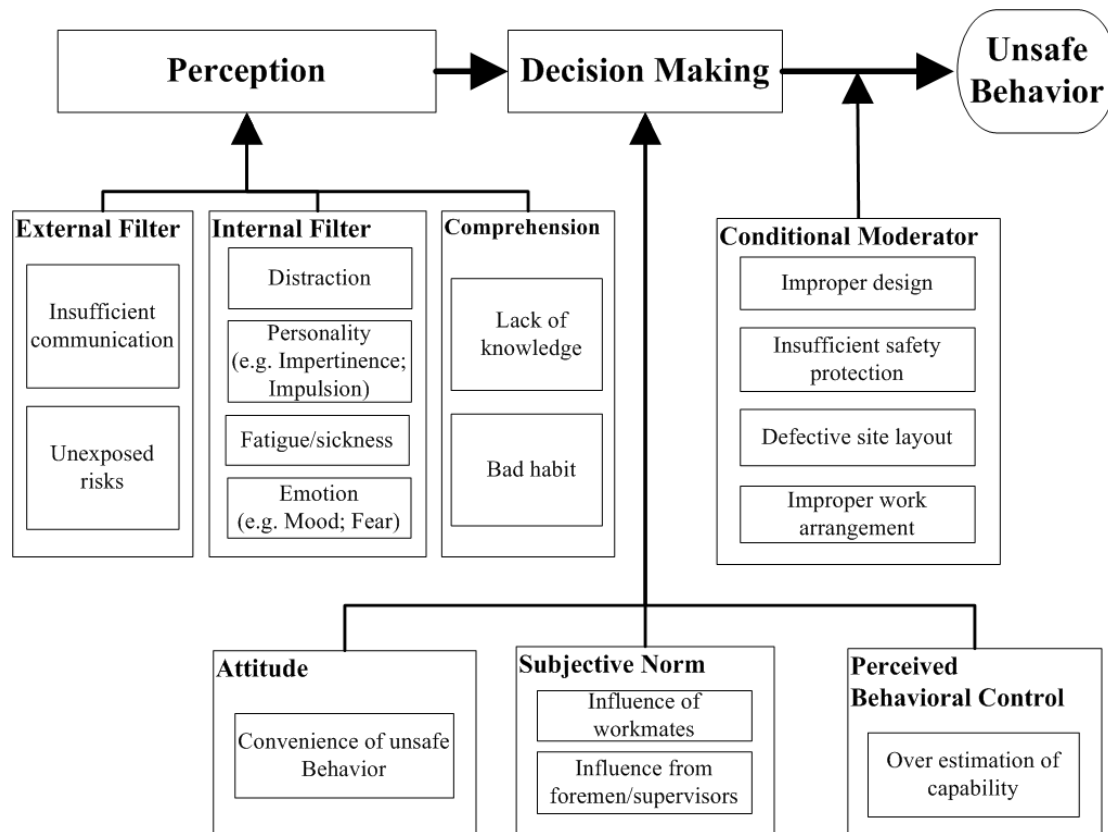 Perception
Decision Making
Unsafe
Behavior
External Filter
Insufficient
communication
Unexposed
risks
Internal Filter
Distraction
Personality
(e.g. Impertinence;
Impulsion)
Fatigue/sickness
Emotion
(e.g. Mood; Fear)
Comprehension
Lack of
knowledge
Bad habit
Conditional Moderator
Improper design
Insufficient safety
protection
Defective site layout
Improper work
arrangement
Attitude
Convenience of unsafe
Behavior
Subjective Norm
Influence of
workmates
Influence from
foremen/supervisors
Perceived
Behavioral Control
Over estimation of
capability